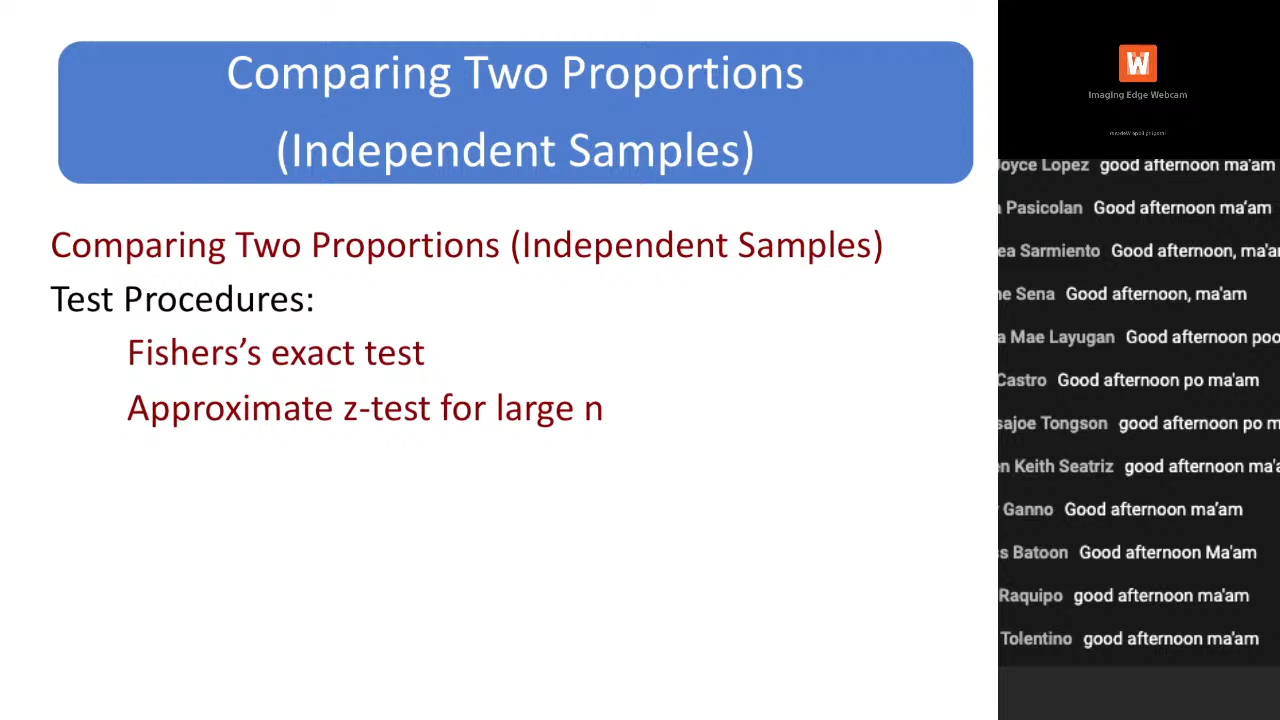 Comparing Two Proportions
(Independent Samples)
Comparing Two Proportions (Independent Samples)
Test Procedures:
Fishers’s exact test
Approximate z-test for large n
W
Imaging Edge Webcam
Imaging Edge Webcam
Joyce Lopez good afternoon ma'am
Pasicolan Good afternoon ma’am
Sarmiento Good afternoon,
Sena Good afternoon, ma'am
Mae Layugan Good afternoon
Castro Good afternoon po ma'am
Tongson good afternoon po
Keith Seatriz good afternoon
Ganno Good afternoon ma’am
Batoon Good afternoon Ma'am
Raquipo good afternoon ma'am
Tolentino good afternoon ma'am